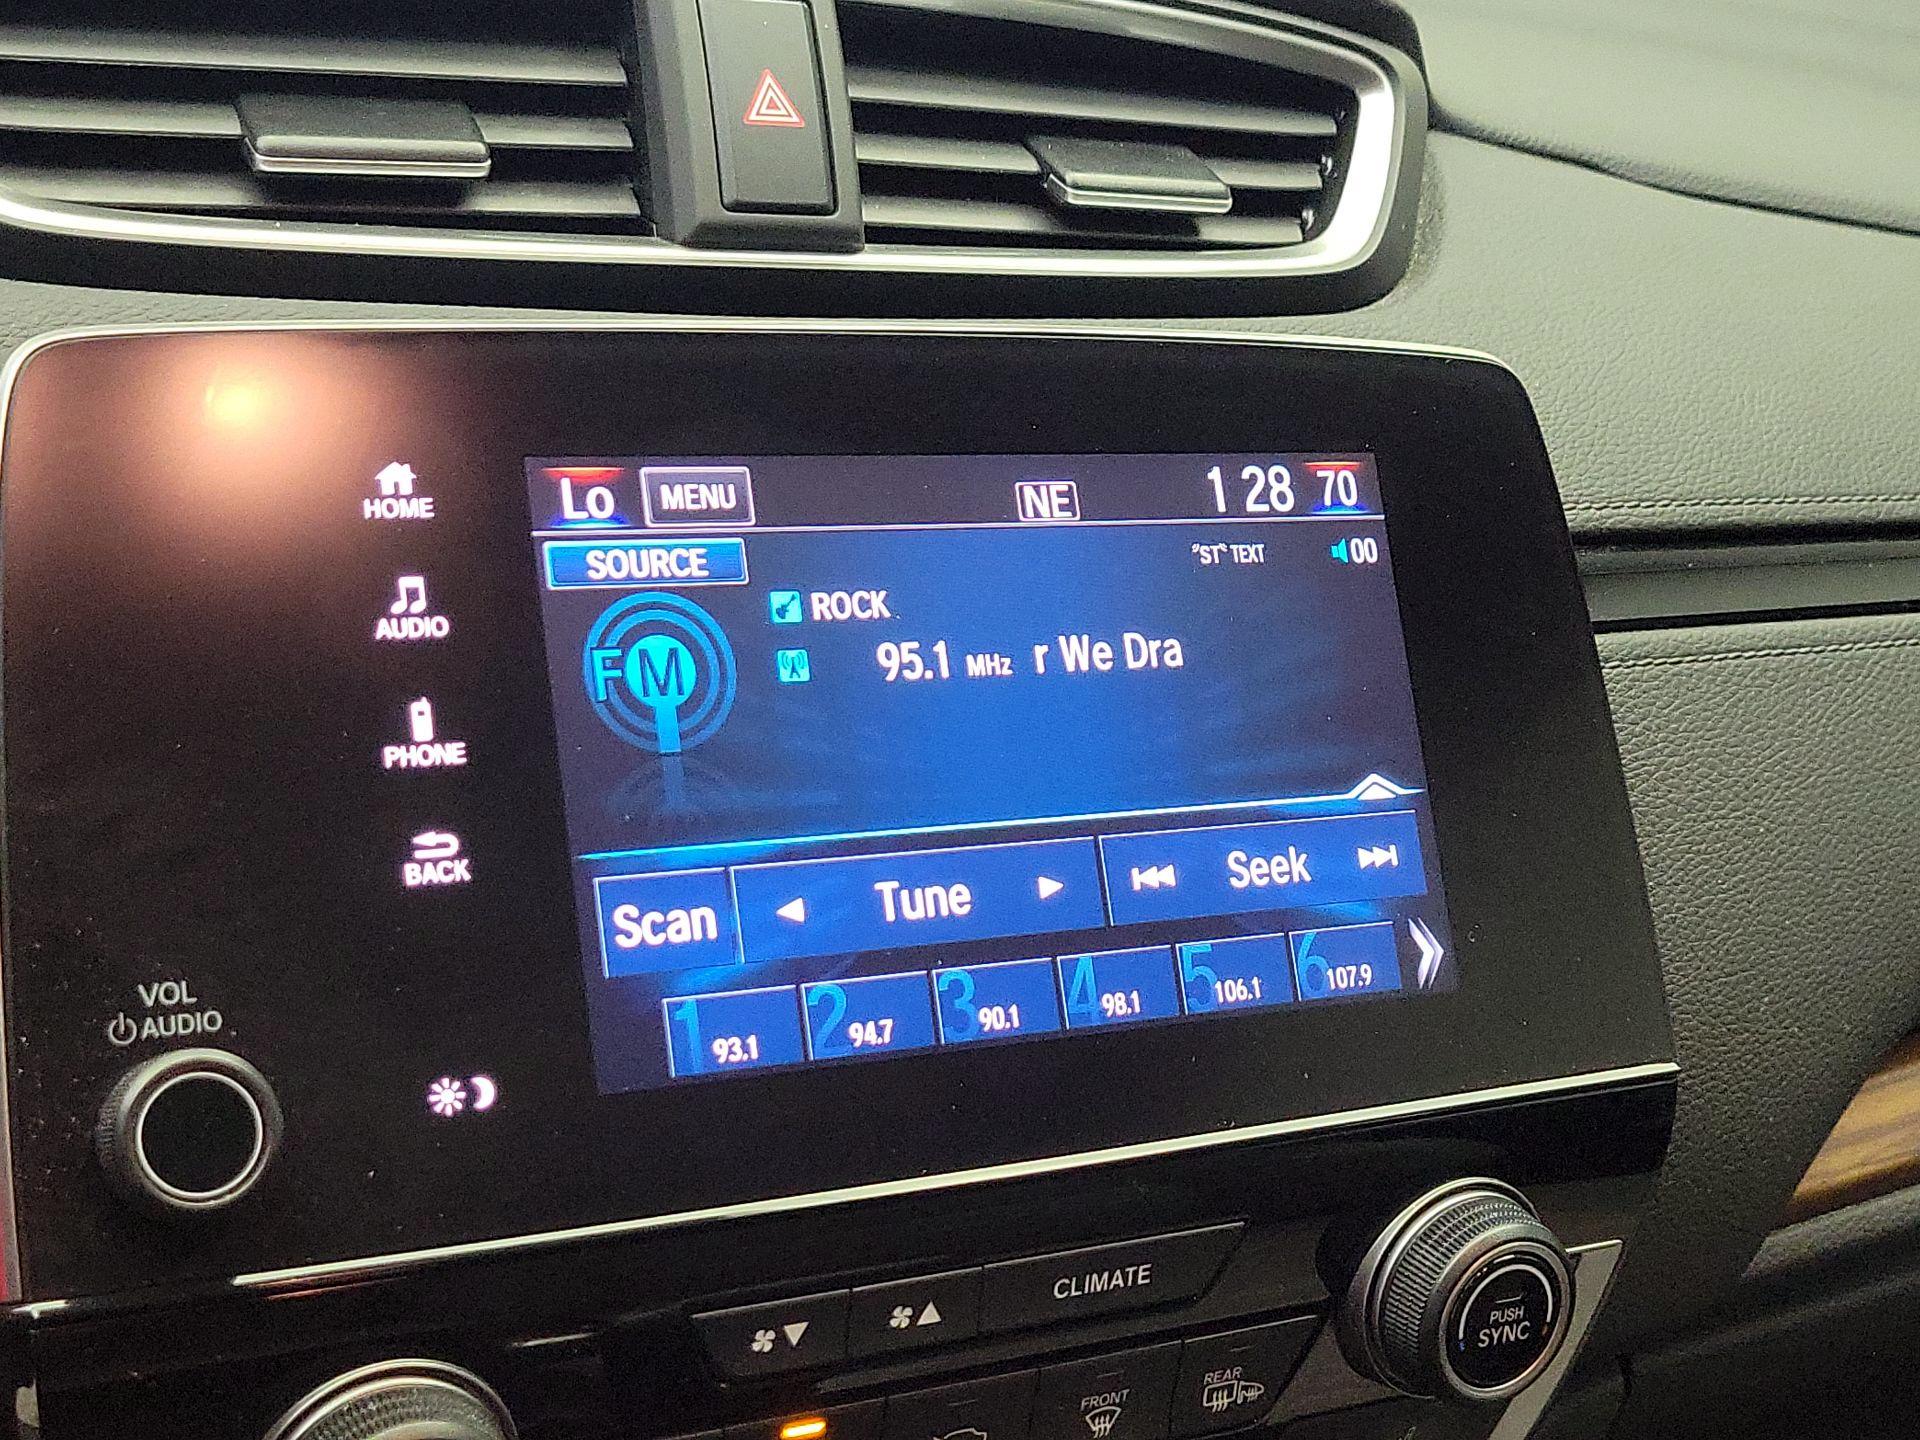 HOME
AUDIO
PHONE
BACK
VOL
AUDIO
Lo MENU NE 1 28 70
SOURCE "ST" TEXT 00
ROCK
FM 95.1 MHz r We Dra
Scan Tune Seek
1 93.1 2 94.7 3 90.1 4 98.1 5 106.1 6 107.9
CLIMATE
PUSH
SYNC
FRONT
REAR